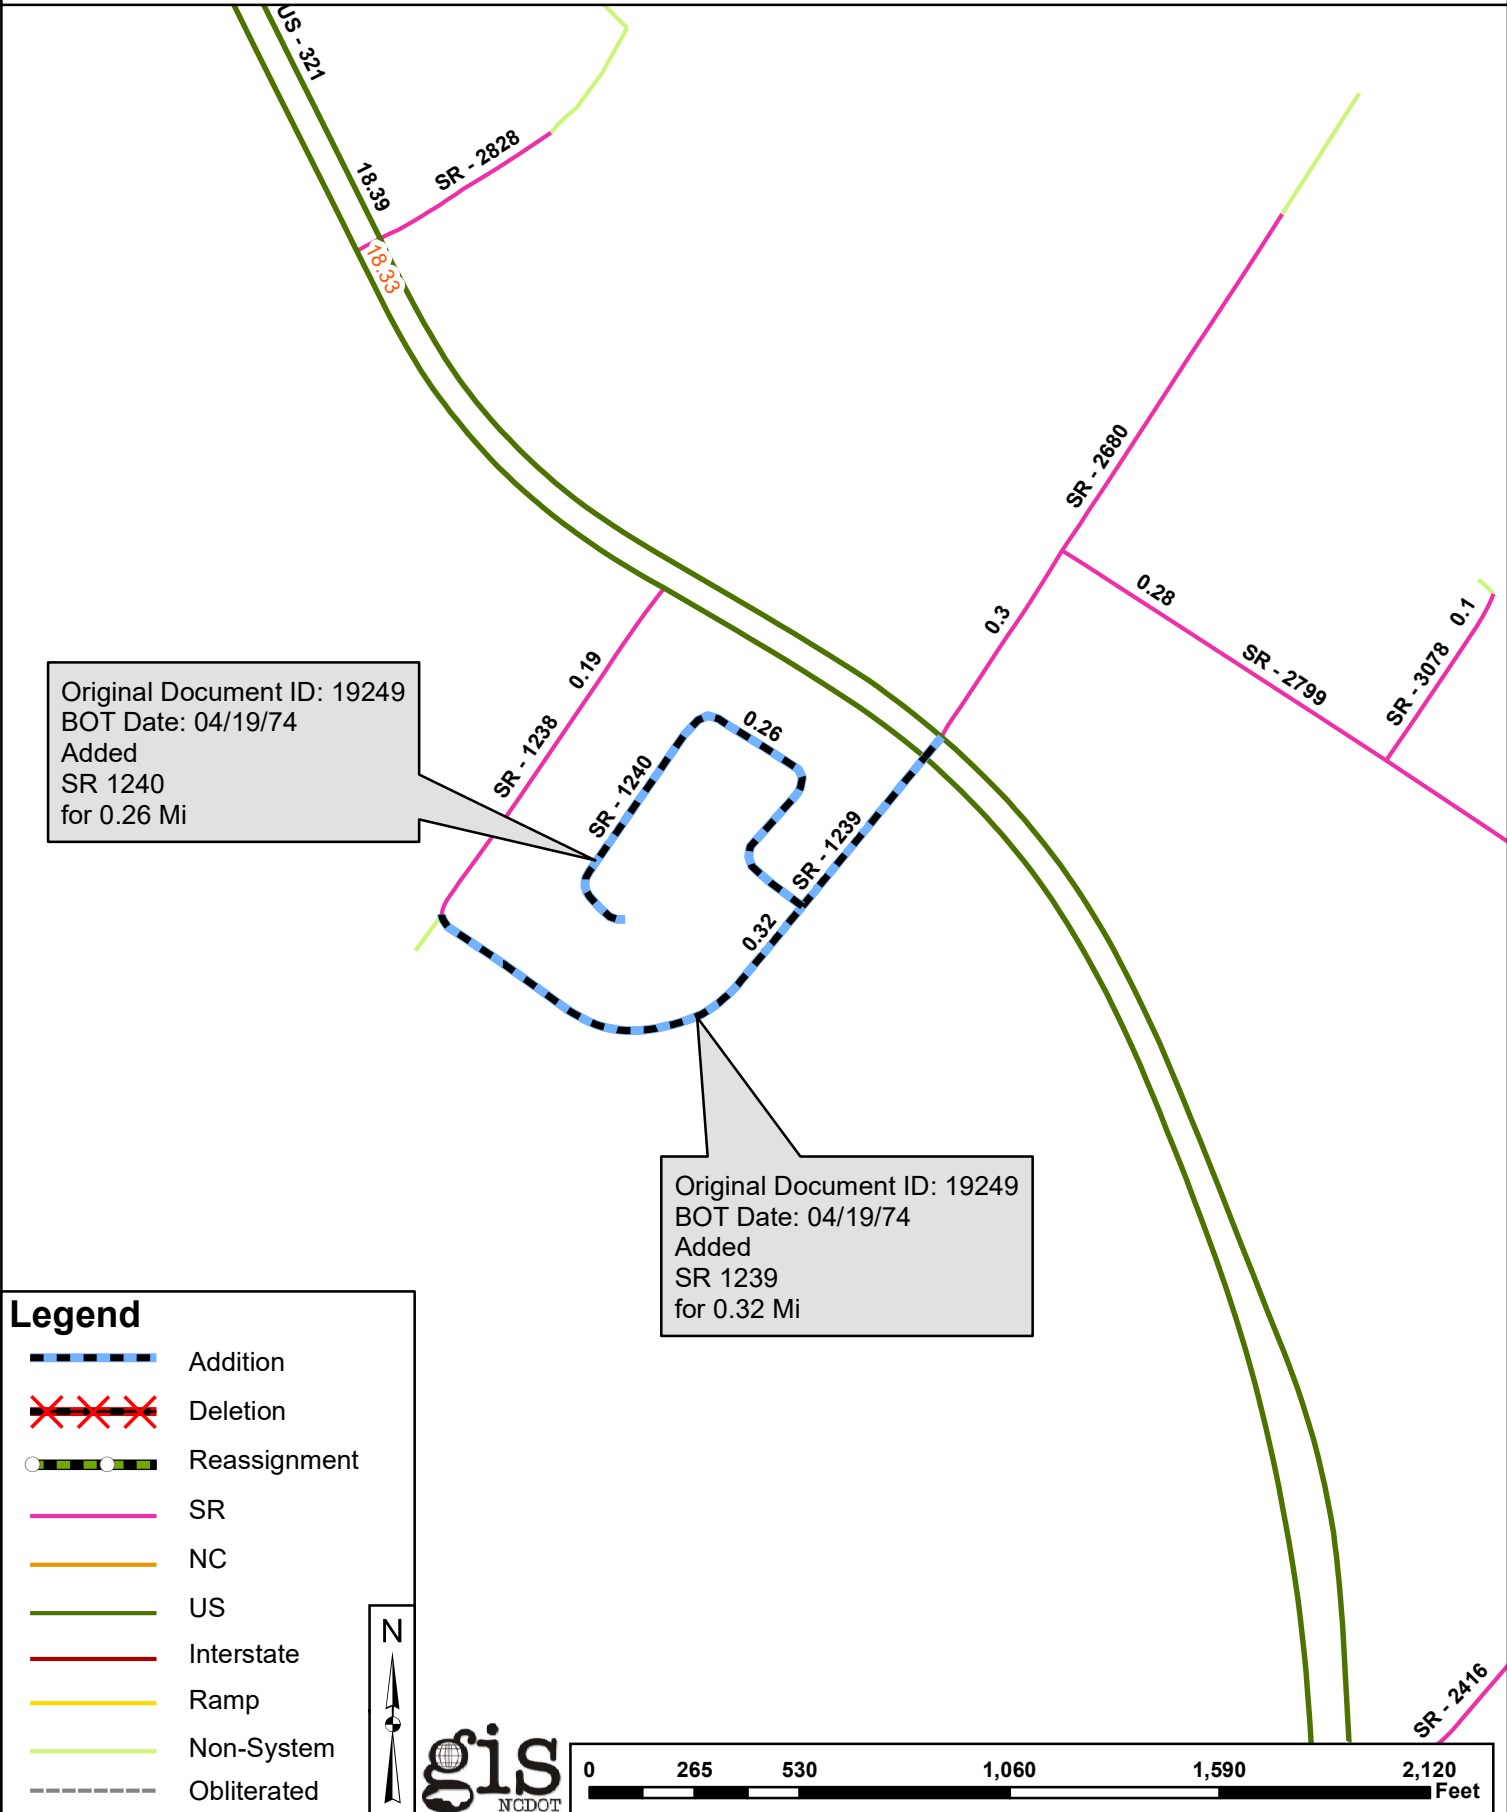 US - 321
18.39
SR - 2828
18.33
SR - 2680
0.3
0.28
SR - 2799
0.1
SR - 3078
0.19
SR - 1238
Original Document ID: 19249
BOT Date: 04/19/74
Added
SR 1240
for 0.26 Mi
0.26
SR - 1240
SR - 1239
0.32
Original Document ID: 19249
BOT Date: 04/19/74
Added
SR 1239
for 0.32 Mi
Legend
Addition
Deletion
Reassignment
SR
NC
US
Interstate
Ramp
Non-System
Obliterated
N
gis
NCDOT
SR - 2416
0 265 530 1,060 1,590 2,120
Feet